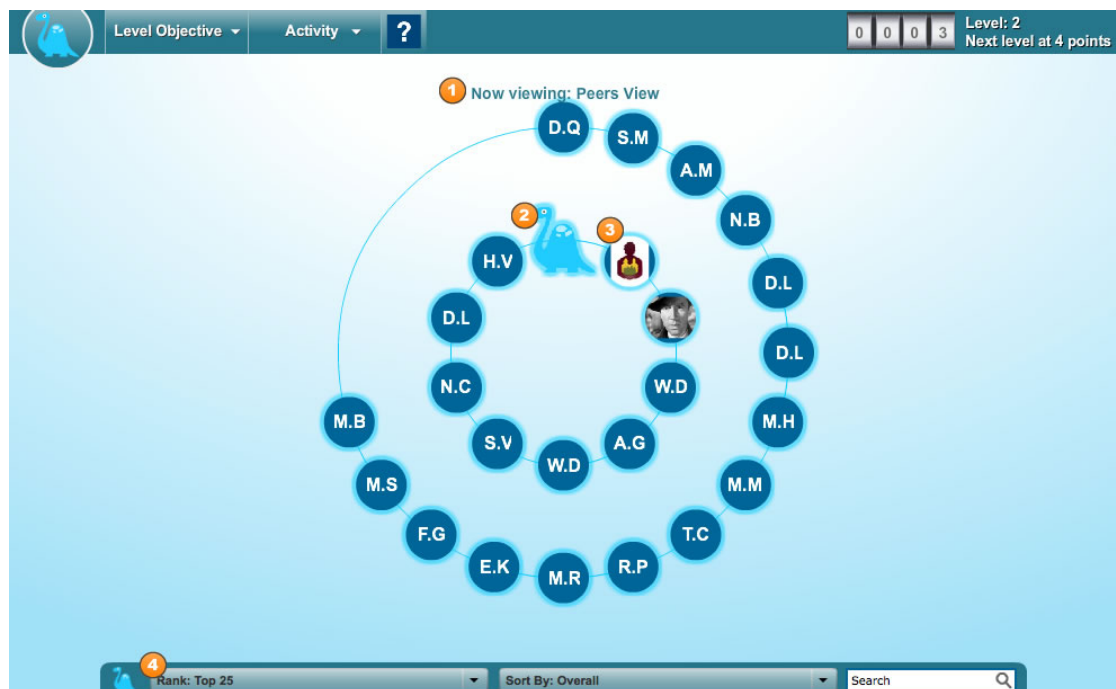 Level Objective
Activity
?
0 0 0 3
Level: 2
Next level at 4 points
1 Now viewing: Peers View
D.Q
S.M
A.M
N.B
D.L
D.L
M.H
M.M
T.C
R.P
M.R
E.K
F.G
M.S
M.B
2
3
H.V
D.L
N.C
S.V
W.D
A.G
W.D
4
Rank: Top 25
Sort By: Overall
Search